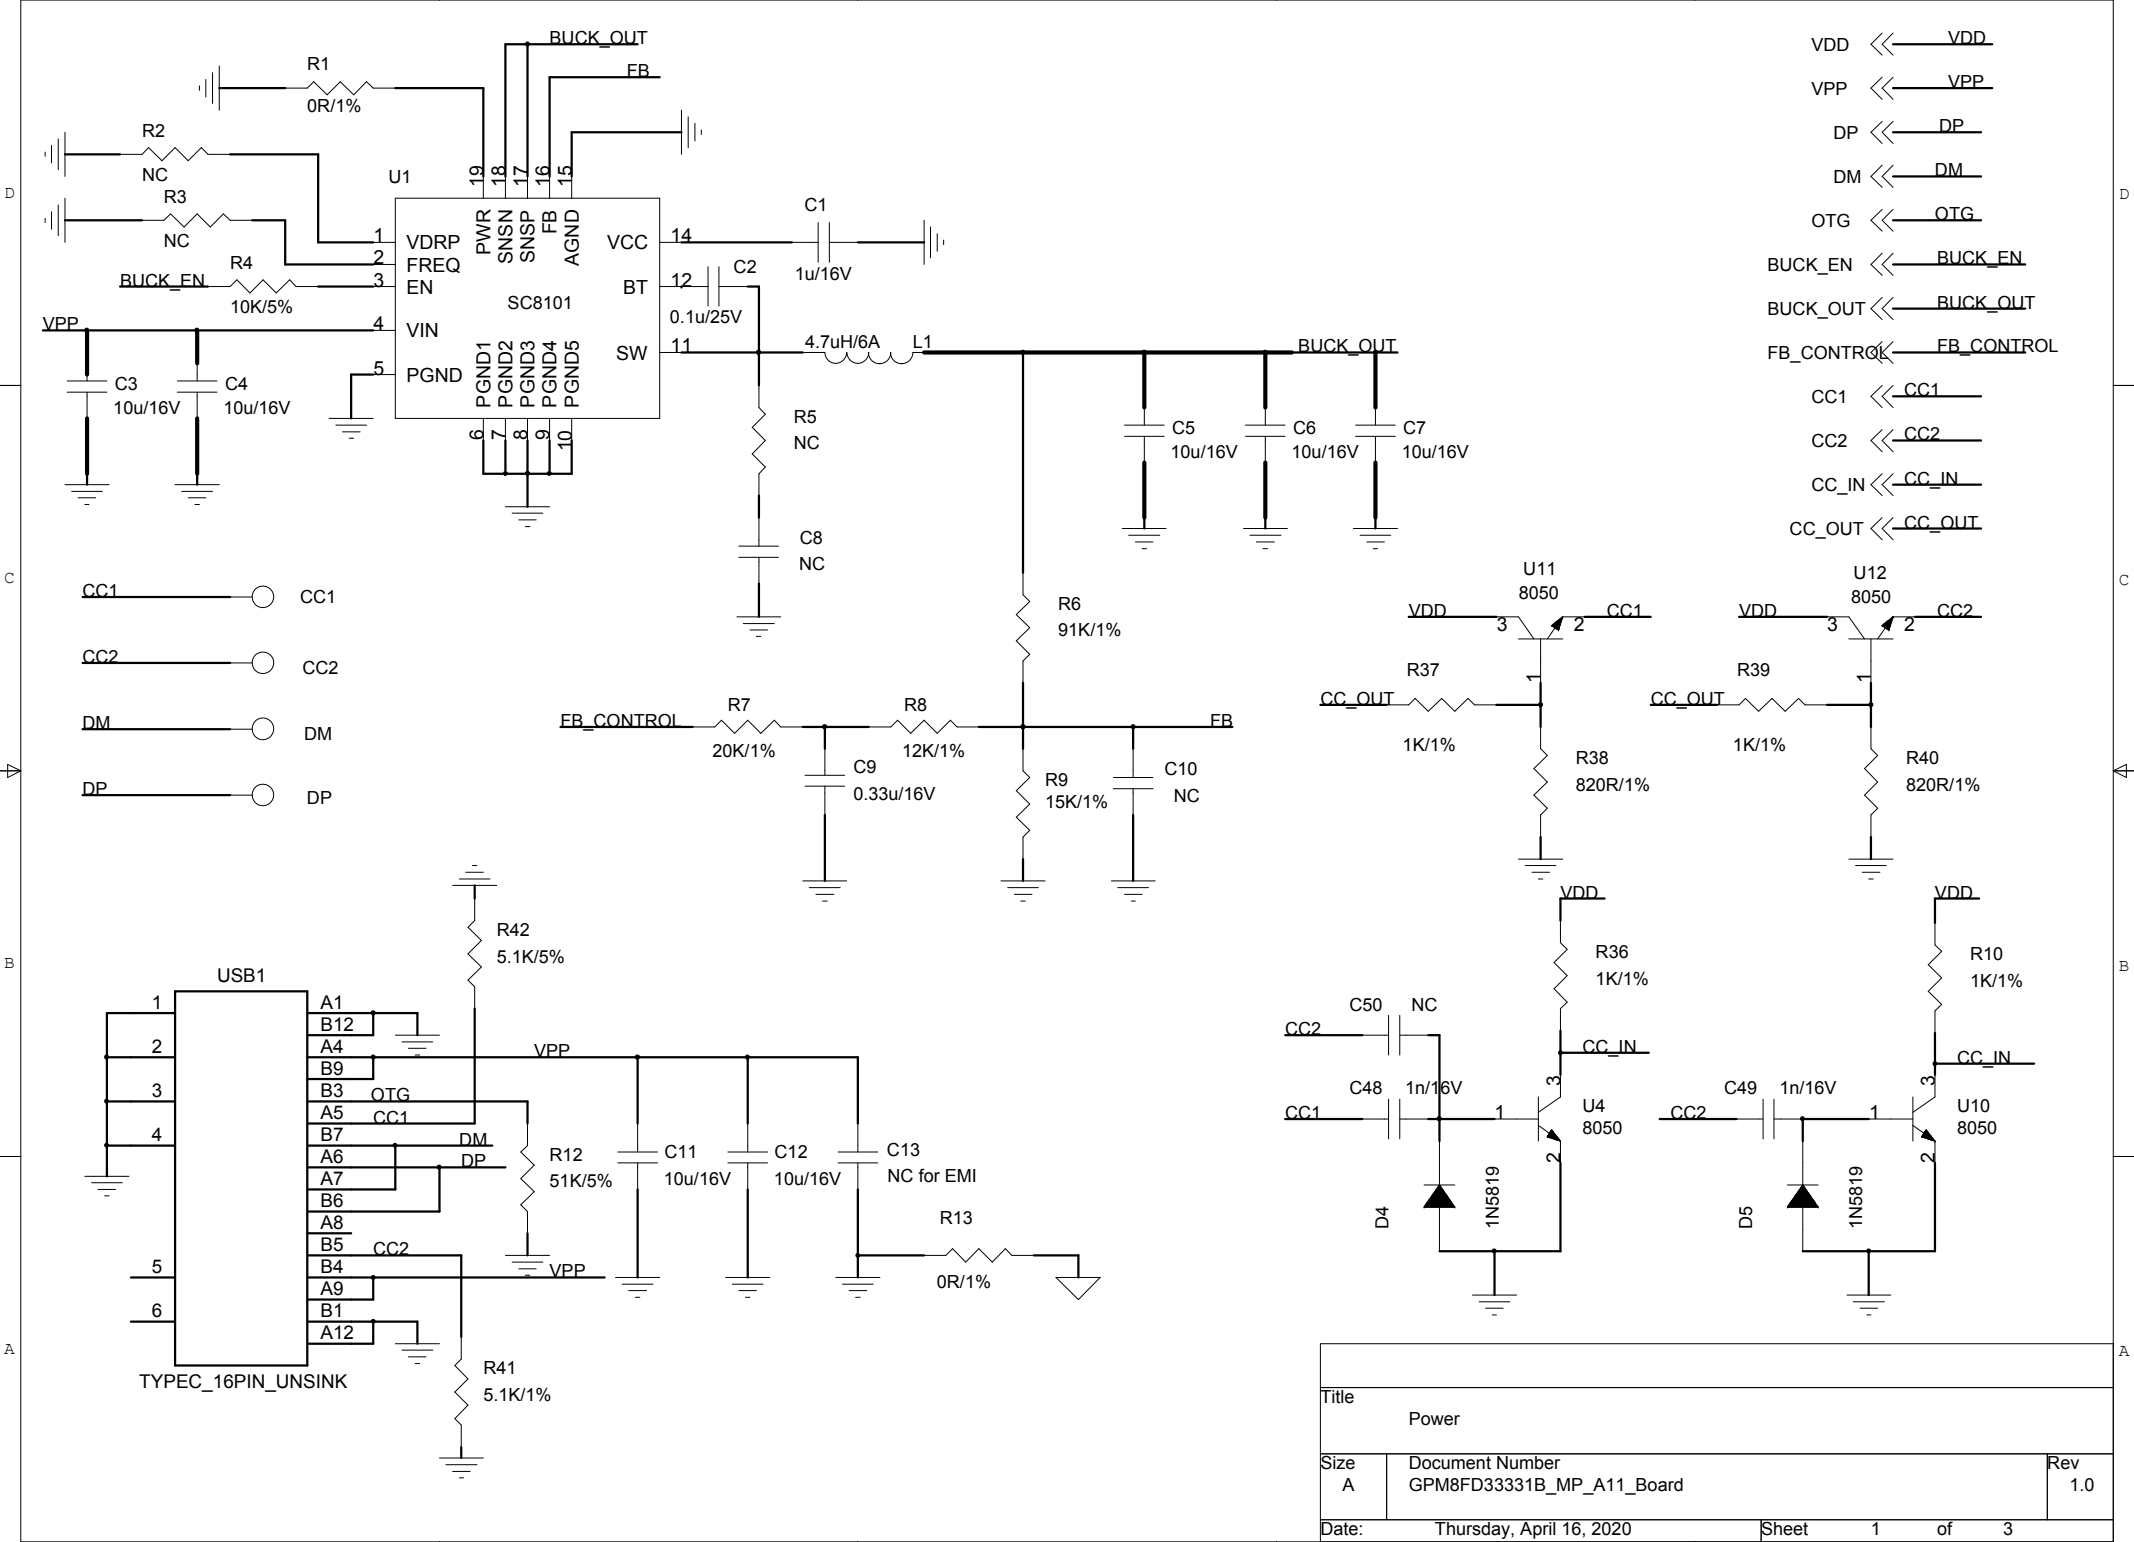 BUCK_OUT
FB
R1
0R/1%
R2
NC
R3
NC
BUCK_EN
R4
10K/5%
VPP
C3
10u/16V
C4
10u/16V
U1
19
18
17
16
15
PWR
SNSN
SNSP
FB
AGND
1
VDRP
2
FREQ
3
EN
4
VIN
5
PGND
SC8101
VCC
14
BT
12
SW
11
PGND1
PGND2
PGND3
PGND4
PGND5
6
7
8
9
10
C1
1u/16V
C2
0.1u/25V
4.7uH/6A
L1
BUCK_OUT
R5
NC
C8
NC
C5
10u/16V
C6
10u/16V
C7
10u/16V
R6
91K/1%
FB_CONTROL
R7
20K/1%
R8
12K/1%
FB
C9
0.33u/16V
R9
15K/1%
C10
NC
VDD VDD
VPP VPP
DP DP
DM DM
OTG OTG
BUCK_EN BUCK_EN
BUCK_OUT BUCK_OUT
FB_CONTROL FB_CONTROL
CC1 CC1
CC2 CC2
CC_IN CC_IN
CC_OUT CC_OUT
CC1 CC1
CC2 CC2
DM DM
DP DP
U11
8050
VDD
3
2
CC1
1
R37
CC_OUT
1K/1%
R38
820R/1%
U12
8050
VDD
3
2
CC2
1
R39
CC_OUT
1K/1%
R40
820R/1%
R42
5.1K/5%
USB1
1
2
3
4
5
6
A1
B12
A4
B9
B3
A5
B7
A6
A7
B6
A8
B5
B4
A9
B1
A12
TYPEC_16PIN_UNSINK
VPP
OTG
CC1
DM
DP
CC2
VPP
R12
51K/5%
C11
10u/16V
C12
10u/16V
C13
NC for EMI
R13
0R/1%
R41
5.1K/1%
VDD
R36
1K/1%
C50
NC
CC2
CC_IN
C48
1n/16V
CC1
1
3
2
U4
8050
D4
1N5819
VDD
R10
1K/1%
CC_IN
C49
1n/16V
CC2
1
3
2
U10
8050
D5
1N5819
D
C
B
A
D
C
B
A
Title
Power
Size
A
Document Number
GPM8FD33331B_MP_A11_Board
Rev
1.0
Date: Thursday, April 16, 2020 Sheet 1 of 3